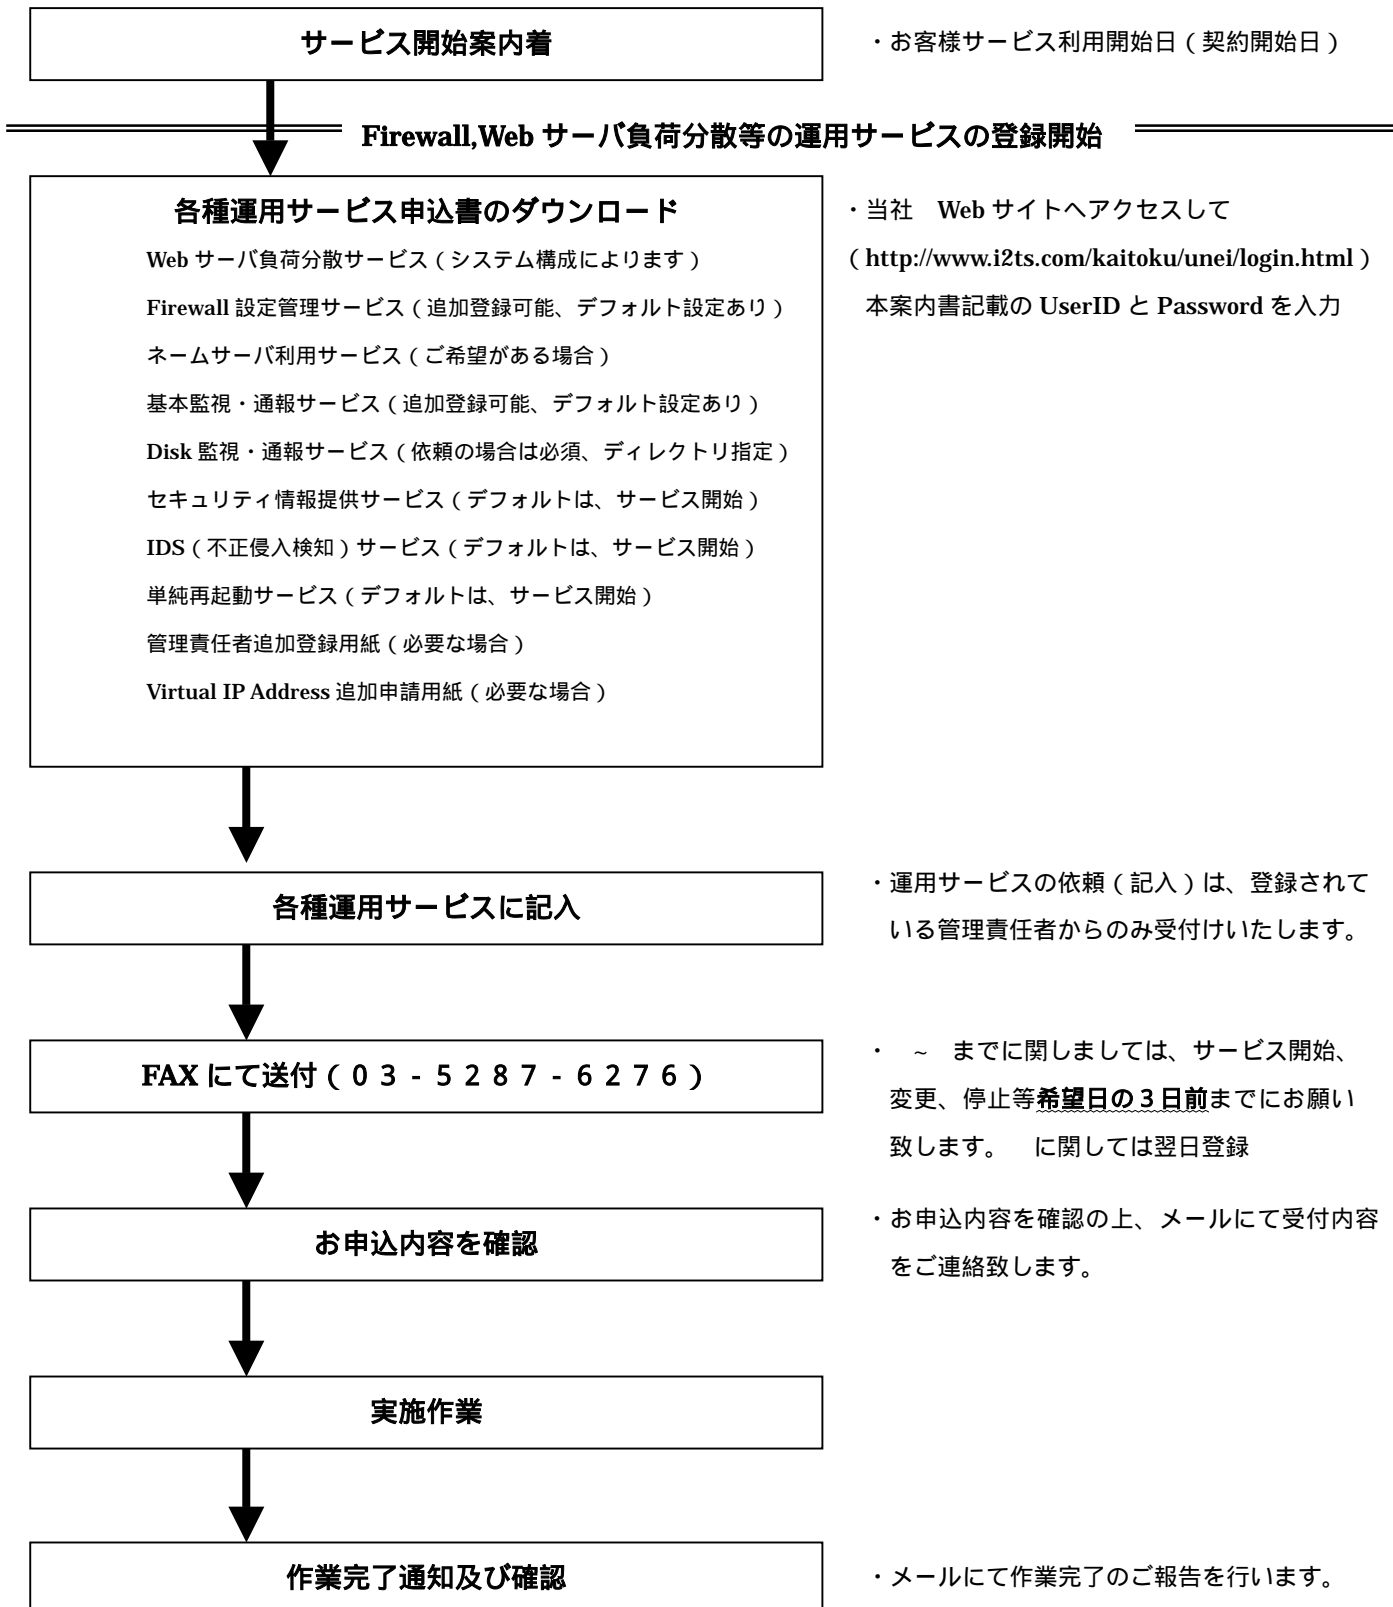 サービス開始案内着
・お客様サービス利用開始日（契約開始日）
Firewall,Web サーバ負荷分散等の運用サービスの登録開始
各種運用サービス申込書のダウンロード
Web サーバ負荷分散サービス（システム構成によります）
Firewall 設定管理サービス（追加登録可能、デフォルト設定あり）
ネームサーバ利用サービス（ご希望がある場合）
基本監視・通報サービス（追加登録可能、デフォルト設定あり）
Disk 監視・通報サービス（依頼の場合は必須、ディレクトリ指定）
セキュリティ情報提供サービス（デフォルトは、サービス開始）
IDS（不正侵入検知）サービス（デフォルトは、サービス開始）
単純再起動サービス（デフォルトは、サービス開始）
管理責任者追加登録用紙（必要な場合）
Virtual IP Address 追加申請用紙（必要な場合）
・当社　Web サイトへアクセスして
（http://www.i2ts.com/kaitoku/unei/login.html）
本案内書記載の UserID と Password を入力
各種運用サービスに記入
・運用サービスの依頼（記入）は、登録されて
いる管理責任者からのみ受付けいたします。
FAX にて送付（０３-５２８７-６２７６）
・　~　までに関しましては、サービス開始、
変更、停止等希望日の３日前までにお願い
致します。　に関しては翌日登録
お申込内容を確認
・お申込内容を確認の上、メールにて受付内容
をご連絡致します。
実施作業
作業完了通知及び確認
・メールにて作業完了のご報告を行います。